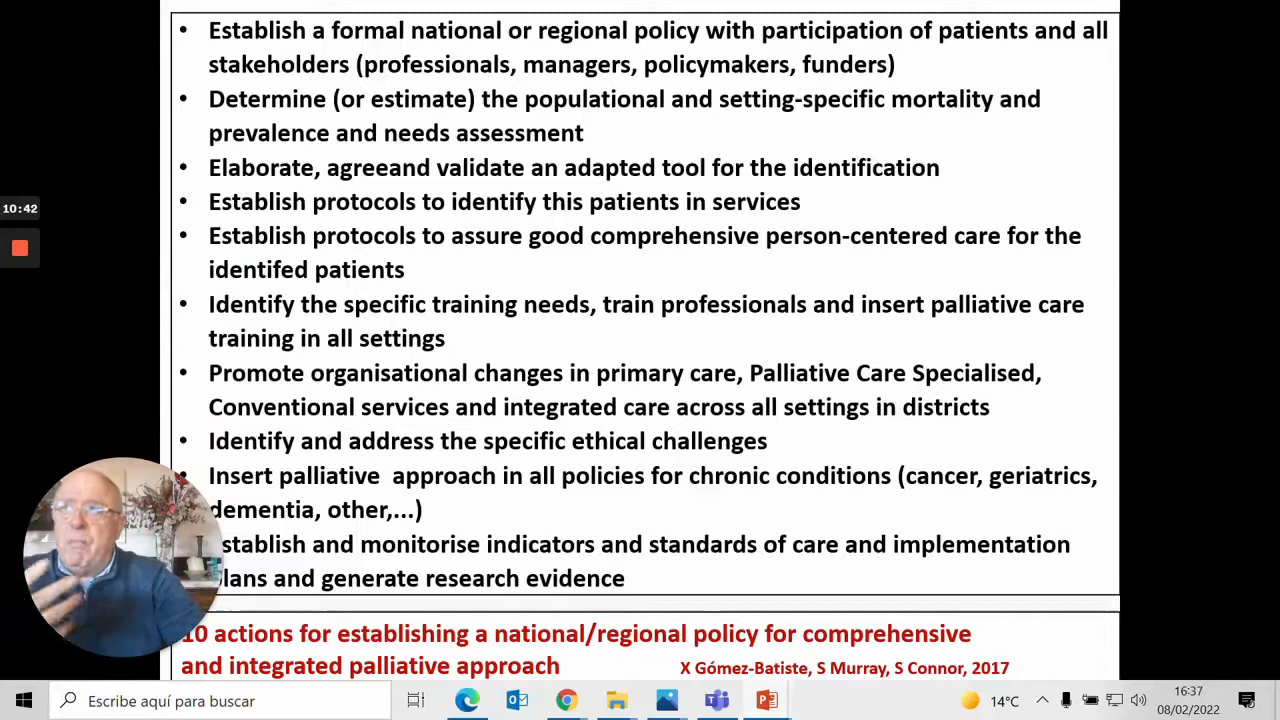 • Establish a formal national or regional policy with participation of patients and all
stakeholders (professionals, managers, policymakers, funders)
• Determine (or estimate) the populational and setting-specific mortality and
prevalence and needs assessment
• Elaborate, agreeand validate an adapted tool for the identification
• Establish protocols to identify this patients in services
• Establish protocols to assure good comprehensive person-centered care for the
identifed patients
• Identify the specific training needs, train professionals and insert palliative care
training in all settings
• Promote organisational changes in primary care, Palliative Care Specialised,
Conventional services and integrated care across all settings in districts
• Identify and address the specific ethical challenges
• Insert palliative approach in all policies for chronic conditions (cancer, geriatrics,
dementia, other,...)
stablish and monitorise indicators and standards of care and implementation
lans and generate research evidence
10 actions for establishing a national/regional policy for comprehensive
and integrated palliative approach X Gómez-Batiste, S Murray, S Connor, 2017
10:42
Escribe aquí para buscar
14°C
16:37
08/02/2022